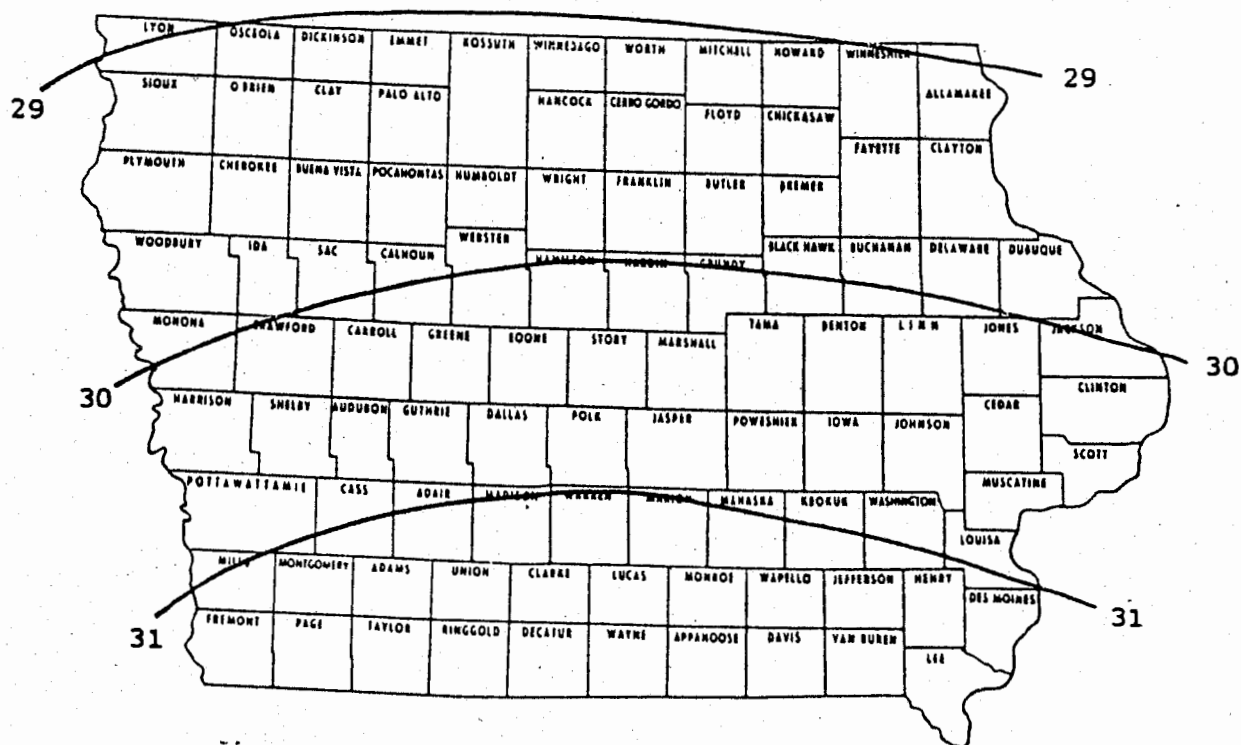 LYON OSCEOLA DICKINSON EMMET KOSSUTH WINNEBAGO WORTH MITCHELL HOWARD WINNESHIEK
29 29
SIOUX O'BRIEN CLAY PALO ALTO HANCOCK CERRO GORDO FLOYD CHICKASAW ALLAMAKEE
FAYETTE CLAYTON
PLYMOUTH CHEROKEE BUENA VISTA POCAHONTAS HUMBOLDT WRIGHT FRANKLIN BUTLER BREMER
WOODBURY IDA SAC CALHOUN WEBSTER HAMILTON HARDIN GRUNDY BLACK HAWK BUCHANAN DELAWARE DUBUQUE
MONONA CRAWFORD CARROLL GREENE BOONE STORY MARSHALL TAMA BENTON LINN JONES JACKSON
30 30
HARRISON SHELBY AUDUBON GUTHRIE DALLAS POLK JASPER POWESHIEK IOWA JOHNSON CEDAR CLINTON
SCOTT
POTTAWATTAMIE CASS ADAIR MADISON WARREN MARION MAHASKA KEOKUK WASHINGTON MUSCATINE
LOUISA
MILLS MONTGOMERY ADAMS UNION CLARKE LUCAS MONROE WAPELLO JEFFERSON HENRY DES MOINES
31 31
FREMONT PAGE TAYLOR RINGGOLD DECATUR WAYNE APPANOOSE DAVIS VAN BUREN LEE